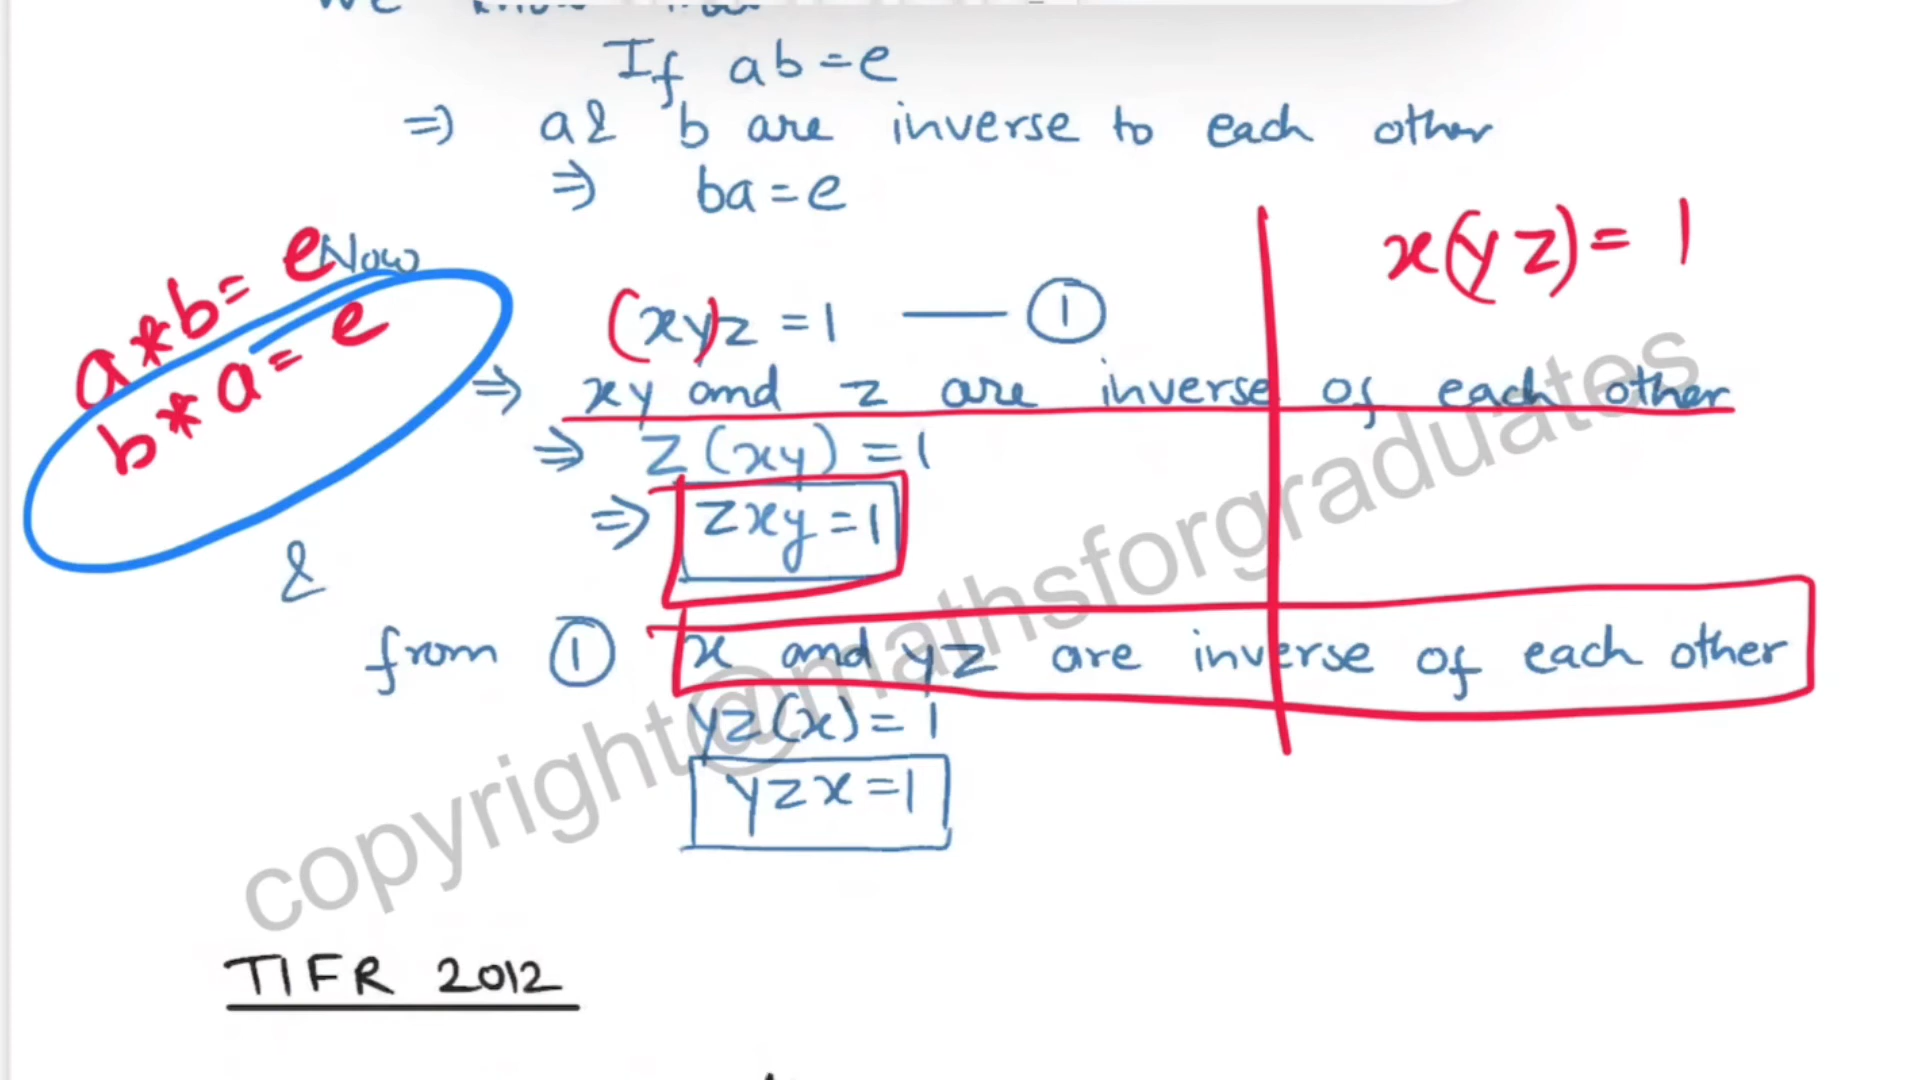 If ab = e
⇒ a & b are inverse to each other
⇒ ba = e
a * b = e
b * a = e
Now
(xy)z = 1 —— ①
x(yz) = 1
⇒ xy and z are inverse of each other
⇒ z(xy) = 1
⇒ zxy = 1
&
from ① x and yz are inverse of each other
yz(x) = 1
yzx = 1
copyright@mathsforgraduates
TIFR 2012